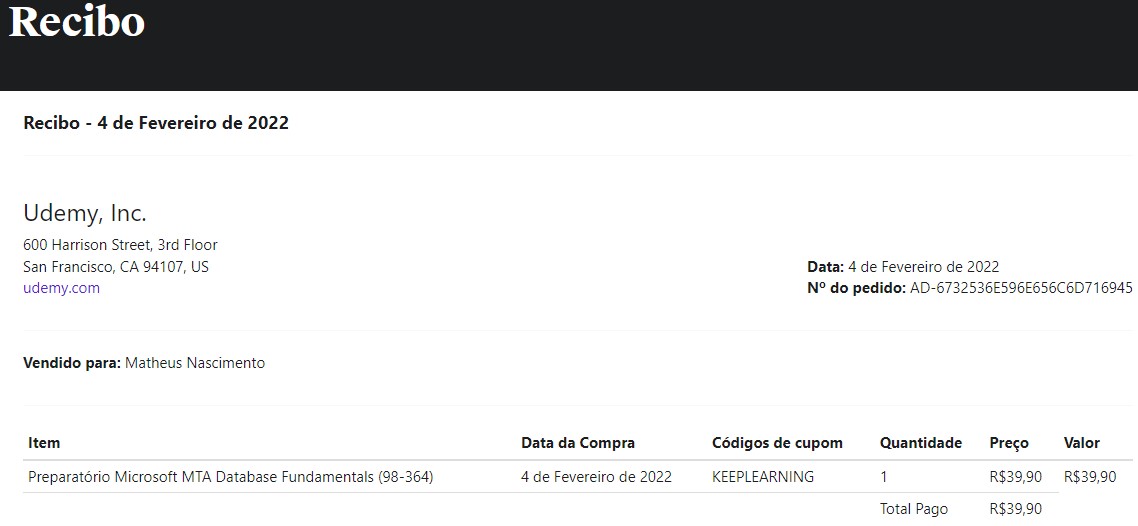 Recibo
Recibo - 4 de Fevereiro de 2022
Udemy, Inc.
600 Harrison Street, 3rd Floor
San Francisco, CA 94107, US
udemy.com
Data: 4 de Fevereiro de 2022
Nº do pedido: AD-6732536E596E656C6D716945
Vendido para: Matheus Nascimento
Item Data da Compra Códigos de cupom Quantidade Preço Valor
Preparatório Microsoft MTA Database Fundamentals (98-364) 4 de Fevereiro de 2022 KEEPLEARNING 1 R$39,90 R$39,90
Total Pago R$39,90